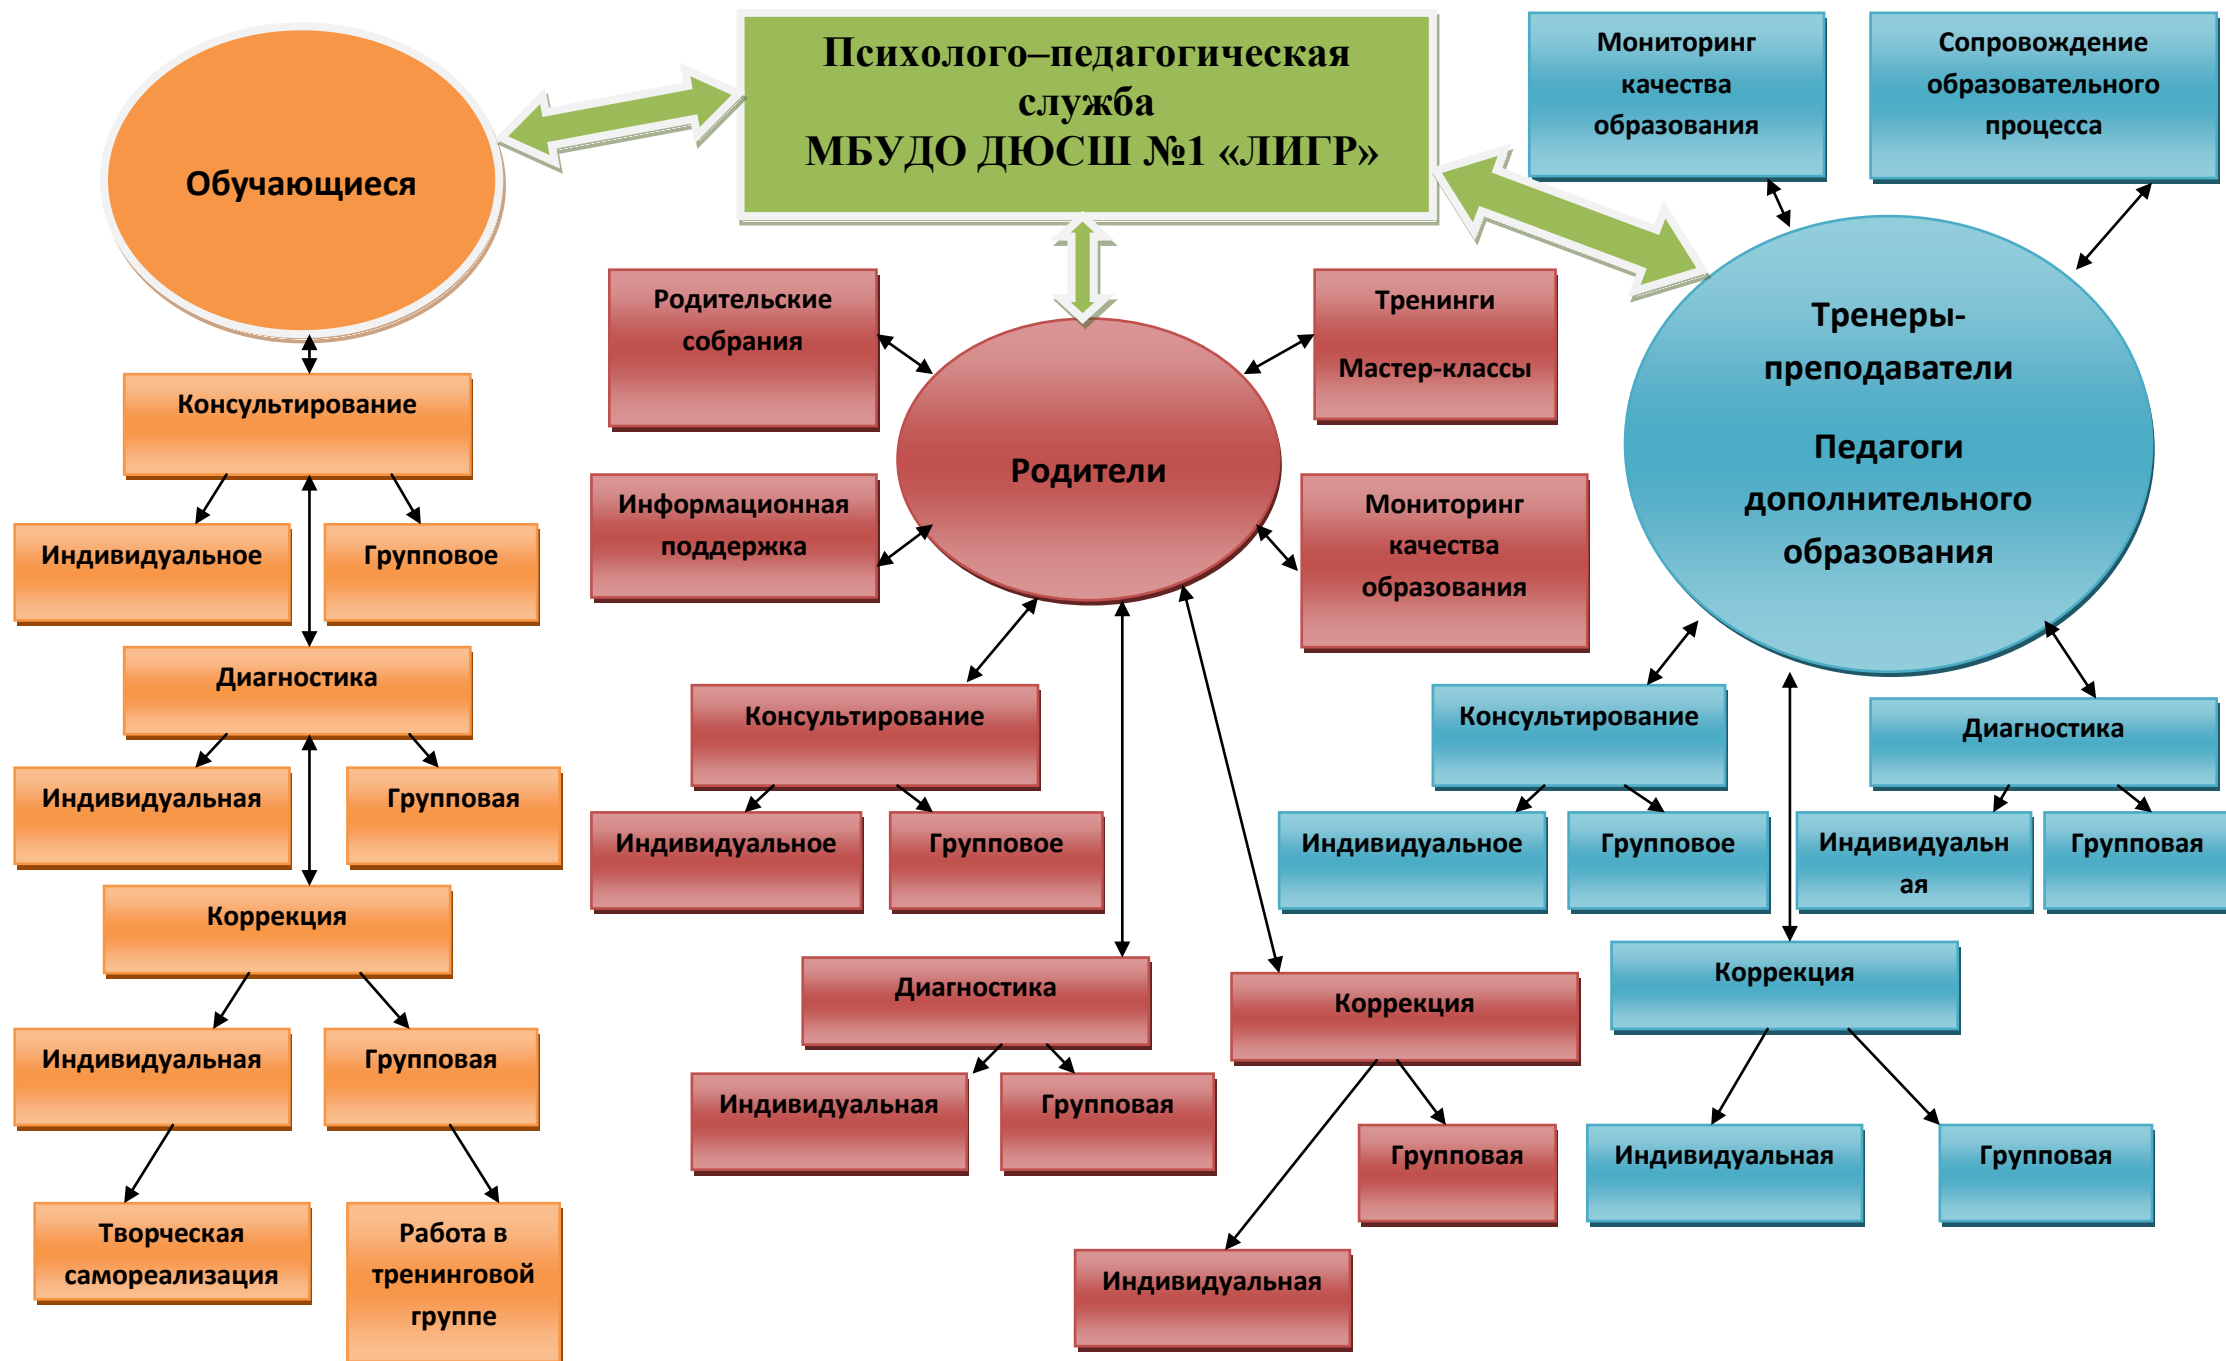 Психолого–педагогическая
служба
МБУДО ДЮСШ №1 «ЛИГР»
Обучающиеся
Консультирование
Индивидуальное
Групповое
Диагностика
Индивидуальная
Групповая
Коррекция
Индивидуальная
Групповая
Творческая
самореализация
Работа в
тренинговой
группе
Родительские
собрания
Тренинги
Мастер-классы
Родители
Информационная
поддержка
Мониторинг
качества
образования
Консультирование
Индивидуальное
Групповое
Диагностика
Индивидуальная
Групповая
Коррекция
Групповая
Индивидуальная
Мониторинг
качества
образования
Сопровождение
образовательного
процесса
Тренеры-
преподаватели
Педагоги
дополнительного
образования
Консультирование
Индивидуальное
Групповое
Диагностика
Индивидуальн
ая
Групповая
Коррекция
Индивидуальная
Групповая